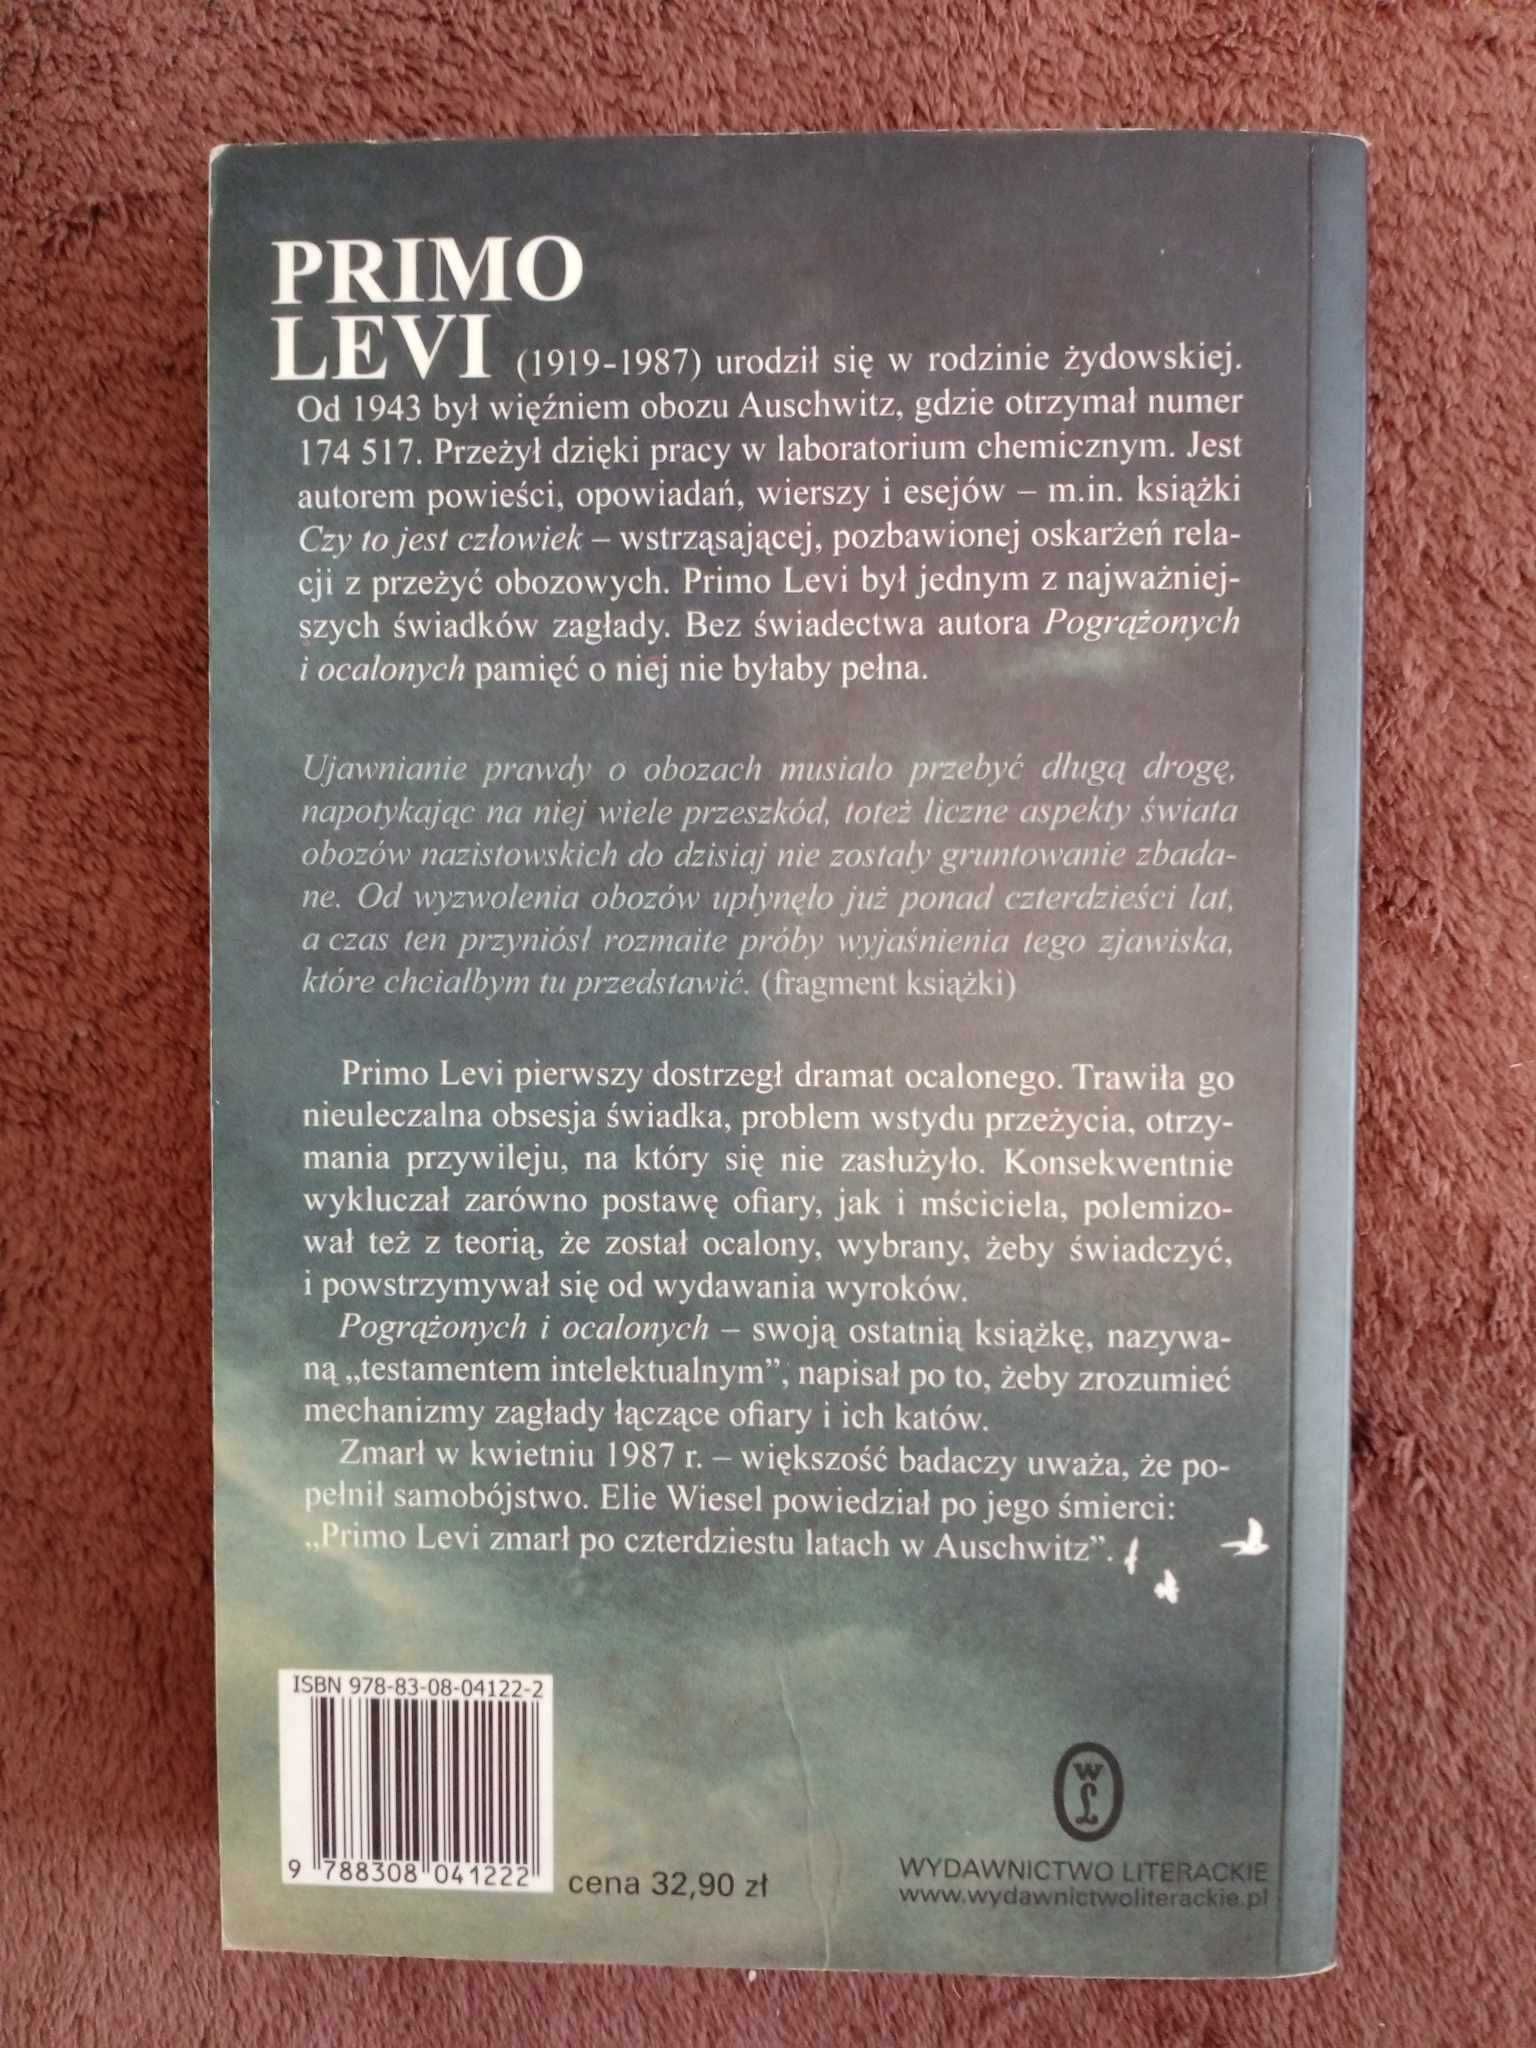 PRIMO
LEVI (1919-1987) urodził się w rodzinie żydowskiej.
Od 1943 był więźniem obozu Auschwitz, gdzie otrzymał numer
174 517. Przeżył dzięki pracy w laboratorium chemicznym. Jest
autorem powieści, opowiadań, wierszy i esejów – m.in. książki
Czy to jest człowiek – wstrząsającej, pozbawionej oskarżeń rela-
cji z przeżyć obozowych. Primo Levi był jednym z najważniej-
szych świadków zagłady. Bez świadectwa autora Pogrążonych
i ocalonych pamięć o niej nie byłaby pełna.
Ujawnianie prawdy o obozach musiało przebyć długą drogę,
napotykając na niej wiele przeszkód, toteż liczne aspekty świata
obozów nazistowskich do dzisiaj nie zostały gruntowanie zbada-
ne. Od wyzwolenia obozów upłynęło już ponad czterdzieści lat,
a czas ten przyniósł rozmaite próby wyjaśnienia tego zjawiska,
które chciałbym tu przedstawić. (fragment książki)
Primo Levi pierwszy dostrzegł dramat ocalonego. Trawiła go
nieuleczalna obsesja świadka, problem wstydu przeżycia, otrzy-
mania przywileju, na który się nie zasłużyło. Konsekwentnie
wykluczał zarówno postawę ofiary, jak i mściciela, polemizo-
wał też z teorią, że został ocalony, wybrany, żeby świadczyć,
i powstrzymywał się od wydawania wyroków.
Pogrążonych i ocalonych – swoją ostatnią książkę, nazywa-
ną „testamentem intelektualnym”, napisał po to, żeby zrozumieć
mechanizmy zagłady łączące ofiary i ich katów.
Zmarł w kwietniu 1987 r. – większość badaczy uważa, że po-
pełnił samobójstwo. Elie Wiesel powiedział po jego śmierci:
„Primo Levi zmarł po czterdziestu latach w Auschwitz”.
ISBN 978-83-08-04122-2
9 788308 041222
cena 32,90 zł
WL
WYDAWNICTWO LITERACKIE
www.wydawnictwoliterackie.pl